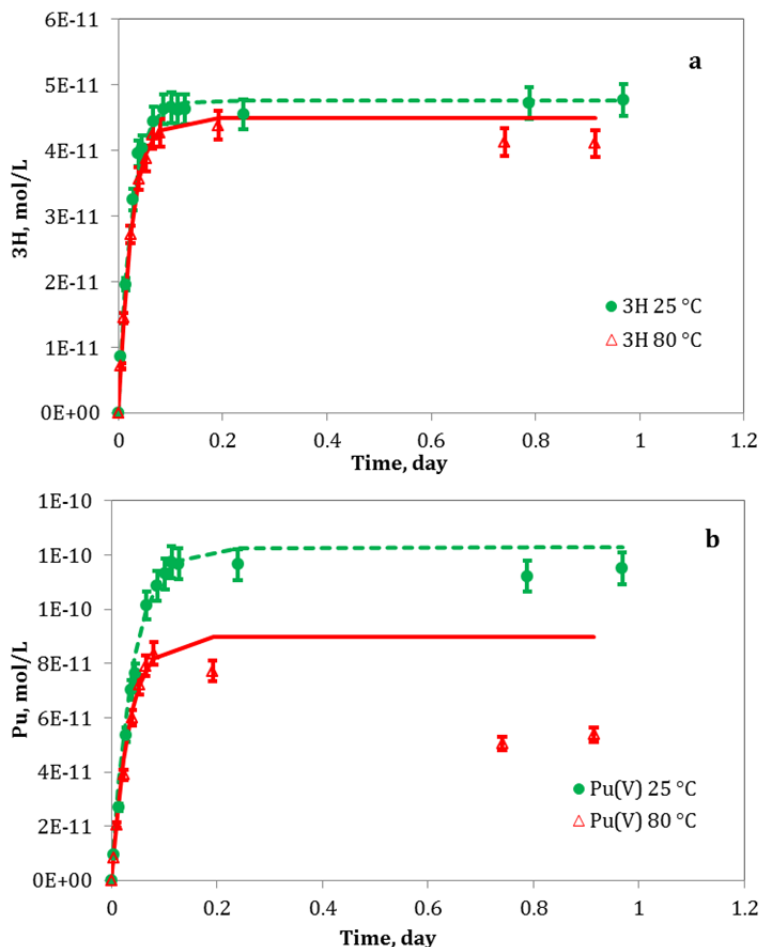 6E-11
a
5E-11
4E-11
3E-11
2E-11
1E-11
0E+00
3H, mol/L
3H 25 °C
3H 80 °C
0 0.2 0.4 0.6 0.8 1 1.2
Time, day
1E-10
b
1E-10
1E-10
8E-11
6E-11
4E-11
2E-11
0E+00
Pu, mol/L
Pu(V) 25 °C
Pu(V) 80 °C
0 0.2 0.4 0.6 0.8 1 1.2
Time, day